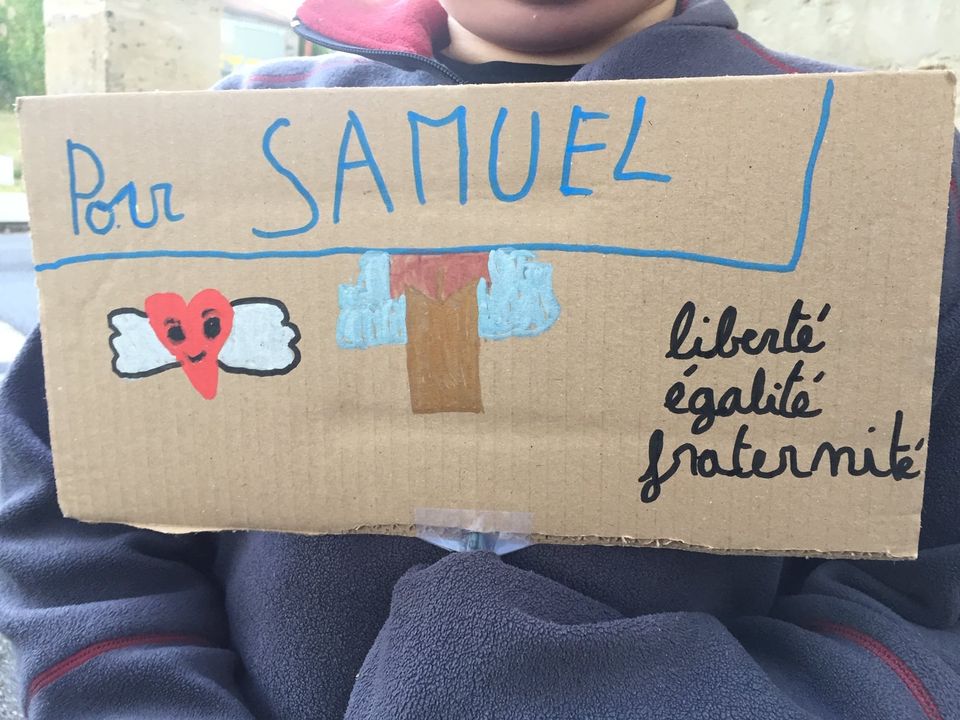 Pour SAMUEL
liberté
égalité
fraternité